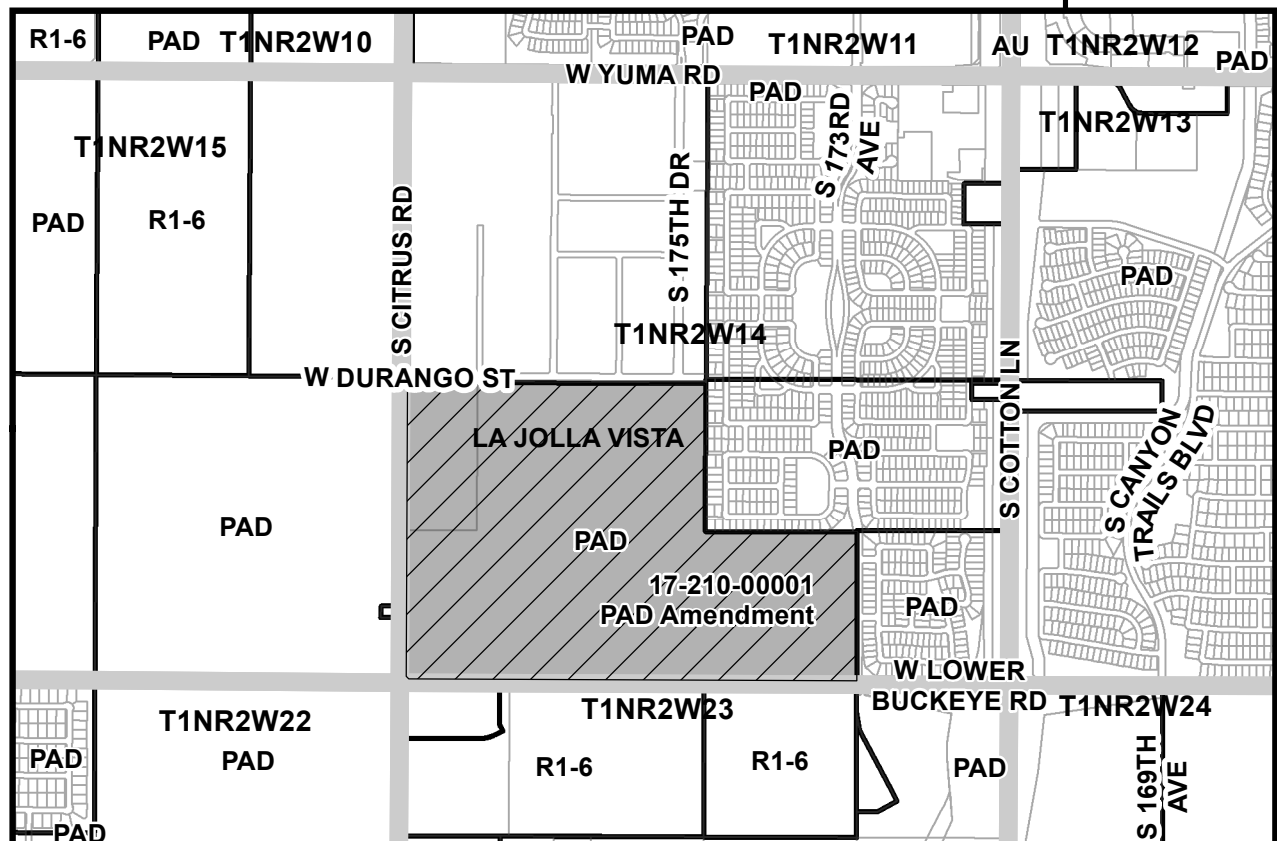 R1-6
PAD
T1NR2W10
PAD
T1NR2W11
AU
T1NR2W12
PAD
W YUMA RD
PAD
T1NR2W15
S 173RD
AVE
T1NR2W13
PAD
R1-6
S CITRUS RD
S 175TH DR
PAD
T1NR2W14
W DURANGO ST
S COTTON LN
LA JOLLA VISTA
PAD
S CANYON
TRAILS BLVD
PAD
PAD
17-210-00001
PAD Amendment
PAD
W LOWER
BUCKEYE RD
T1NR2W22
T1NR2W23
T1NR2W24
PAD
PAD
R1-6
R1-6
PAD
S 169TH
AVE
PAD